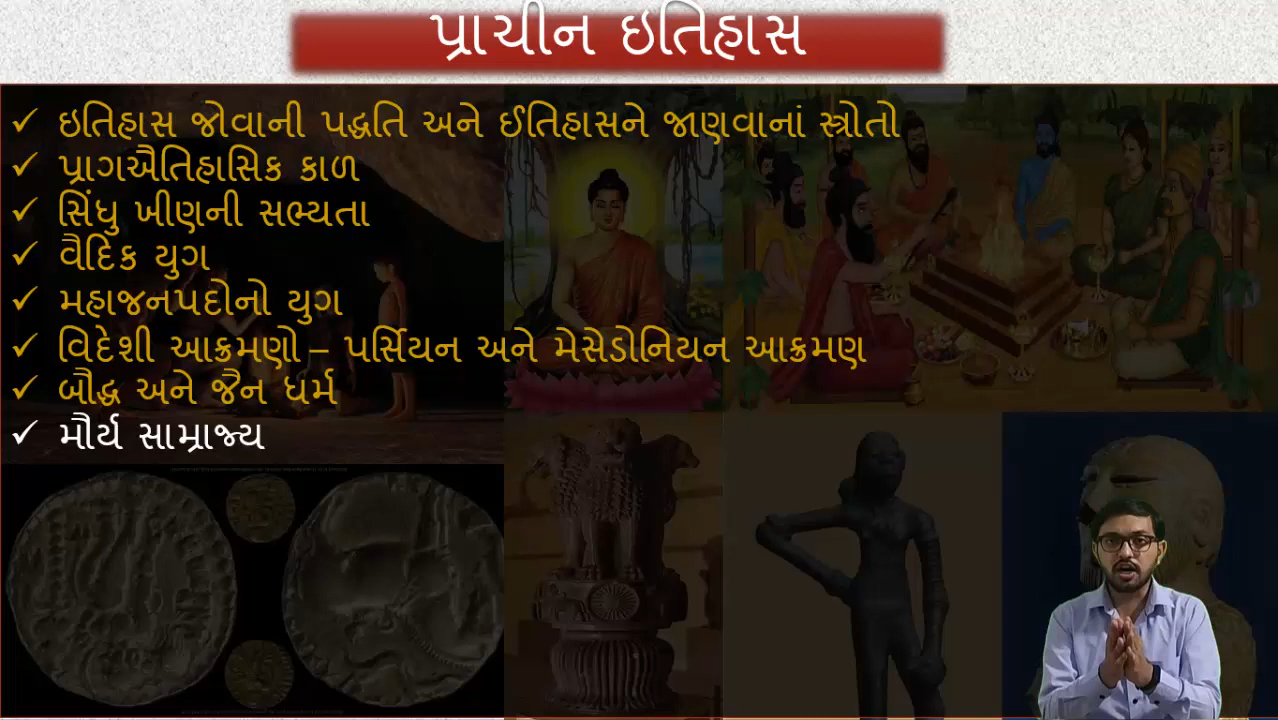 પ્રાચીન ઇતિહાસ
✓ ઇતિહાસ જોવાની પદ્ધતિ અને ઈતિહાસને જાણવાનાં સ્ત્રોતો
✓ પ્રાગઐતિહાસિક કાળ
✓ સિંધુ ખીણની સભ્યતા
✓ વૈદિક યુગ
✓ મહાજનપદોનો યુગ
✓ વિદેશી આક્રમણો – પર્સિયન અને મેસેડોનિયન આક્રમણ
✓ બૌદ્ધ અને જૈન ધર્મ
✓ મૌર્ય સામ્રાજ્ય